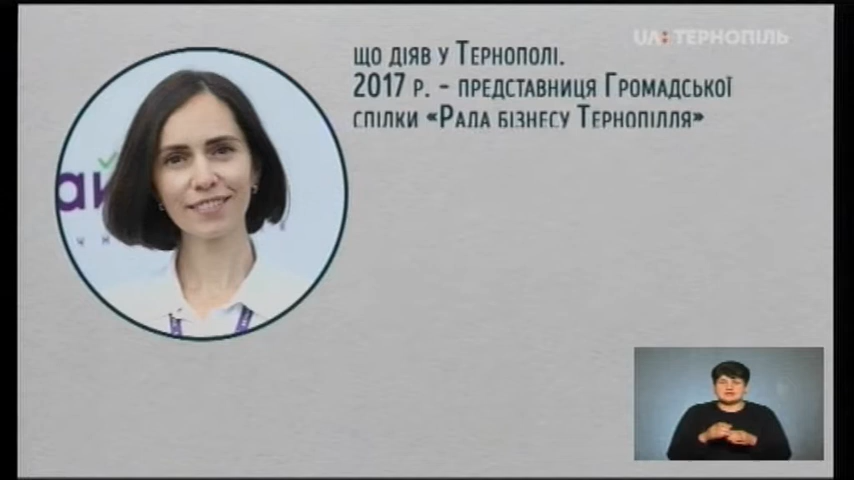 UA: ТЕРНОПІЛЬ
ЩО ДІЯВ У ТЕРНОПОЛІ.
2017 Р. - ПРЕДСТАВНИЦЯ ГРОМАДСЬКОЇ
СПІЛКИ «РАДА БІЗНЕСУ ТЕРНОПІЛЛЯ»